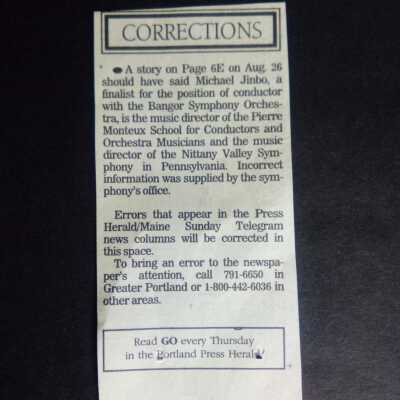 CORRECTIONS
● A story on Page 6E on Aug. 26
should have said Michael Jinbo, a
finalist for the position of conductor
with the Bangor Symphony Orches-
tra, is the music director of the Pierre
Monteux School for Conductors and
Orchestra Musicians and the music
director of the Nittany Valley Sym-
phony in Pennsylvania. Incorrect
information was supplied by the sym-
phony's office.
Errors that appear in the Press
Herald/Maine Sunday Telegram
news columns will be corrected in
this space.
To bring an error to the newspa-
per's attention, call 791-6650 in
Greater Portland or 1-800-442-6036 in
other areas.
Read GO every Thursday
in the Portland Press Herald